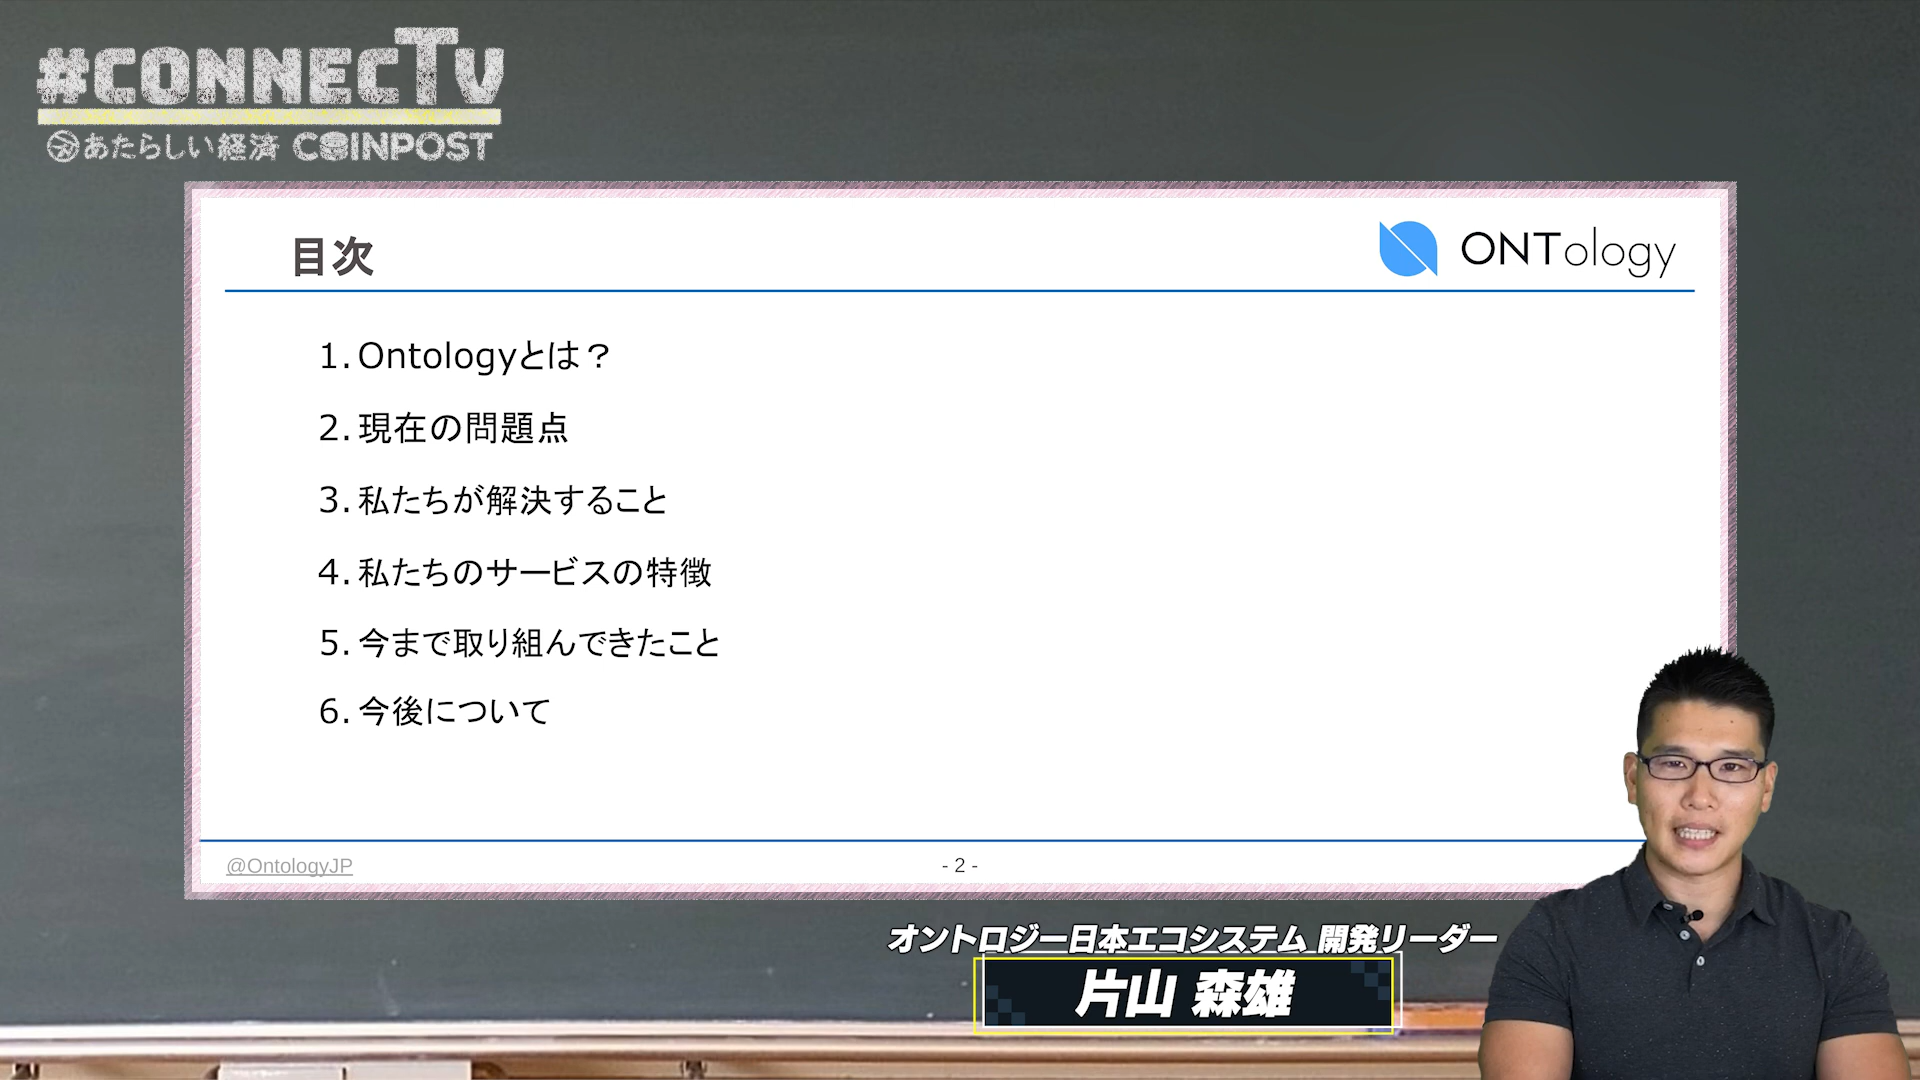 #CONNECTV
あたらしい経済 COINPOST
目次
ONTology
1. Ontologyとは？
2. 現在の問題点
3. 私たちが解決すること
4. 私たちのサービスの特徴
5. 今まで取り組んできたこと
6. 今後について
@OntologyJP
- 2 -
オントロジー日本エコシステム 開発リーダー
片山 森雄